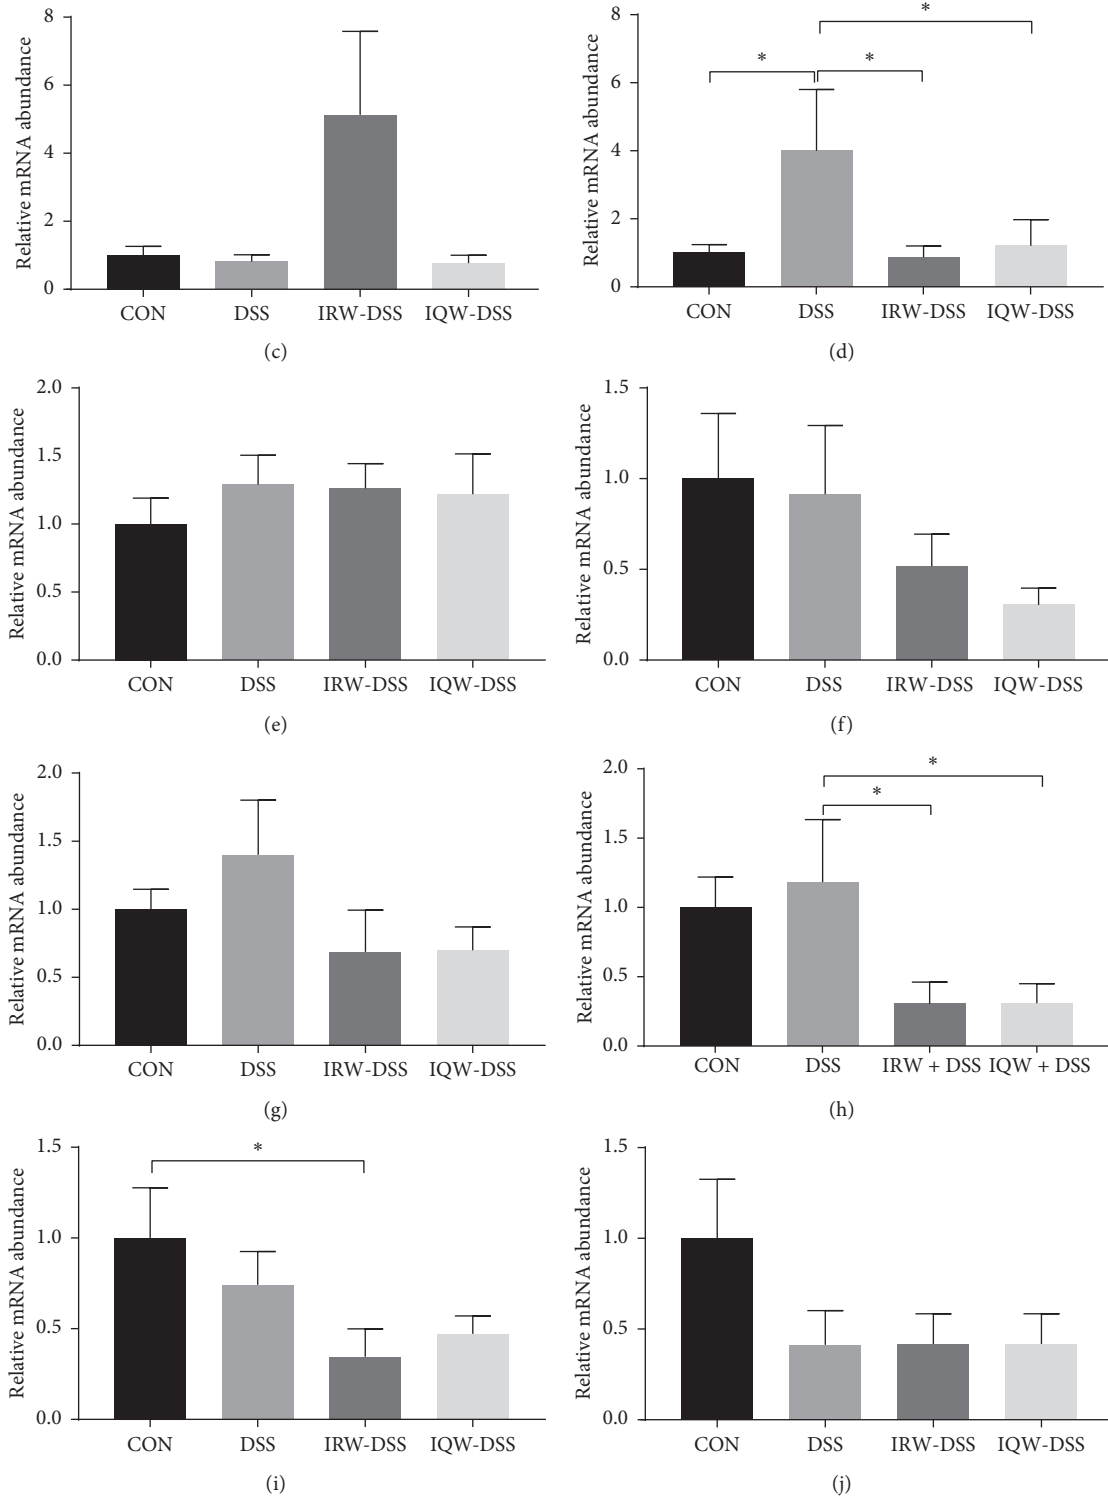 8
6
4
2
0
Relative mRNA abundance
CON DSS IRW-DSS IQW-DSS
(c)
8
6
4
2
0
Relative mRNA abundance
* * *
CON DSS IRW-DSS IQW-DSS
(d)
2.0
1.5
1.0
0.5
0.0
Relative mRNA abundance
CON DSS IRW-DSS IQW-DSS
(e)
1.5
1.0
0.5
0.0
Relative mRNA abundance
CON DSS IRW-DSS IQW-DSS
(f)
2.0
1.5
1.0
0.5
0.0
Relative mRNA abundance
CON DSS IRW-DSS IQW-DSS
(g)
2.0
1.5
1.0
0.5
0.0
Relative mRNA abundance
*
*
CON DSS IRW + DSS IQW + DSS
(h)
1.5
1.0
0.5
0.0
Relative mRNA abundance
*
CON DSS IRW-DSS IQW-DSS
(i)
1.5
1.0
0.5
0.0
Relative mRNA abundance
CON DSS IRW-DSS IQW-DSS
(j)